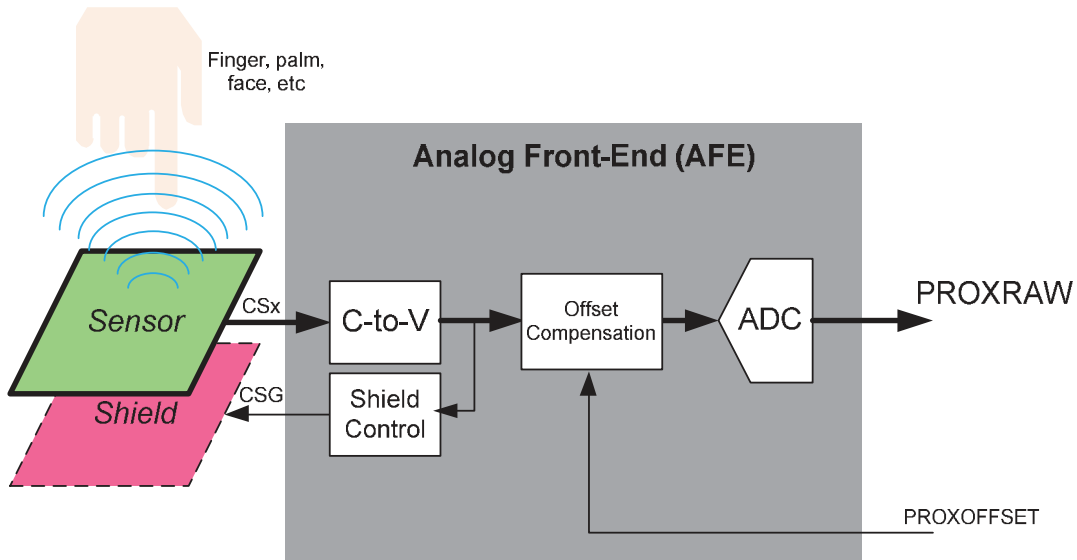 Finger, palm,
face, etc
Analog Front-End (AFE)
Sensor
CSx
C-to-V
Offset
Compensation
ADC
PROXRAW
Shield
CSG
Shield
Control
PROXOFFSET